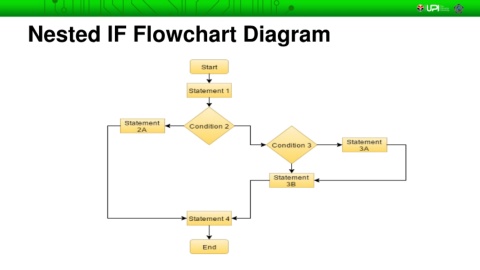 UPI
Nested IF Flowchart Diagram
Start
Statement 1
Statement
2A
Condition 2
Condition 3
Statement
3A
Statement
3B
Statement 4
End